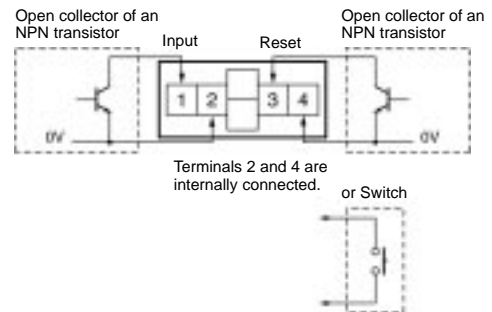 Open collector of an
NPN transistor
Open collector of an
NPN transistor
Input
Reset
1 2 3 4
0V
0V
Terminals 2 and 4 are
internally connected.
or Switch